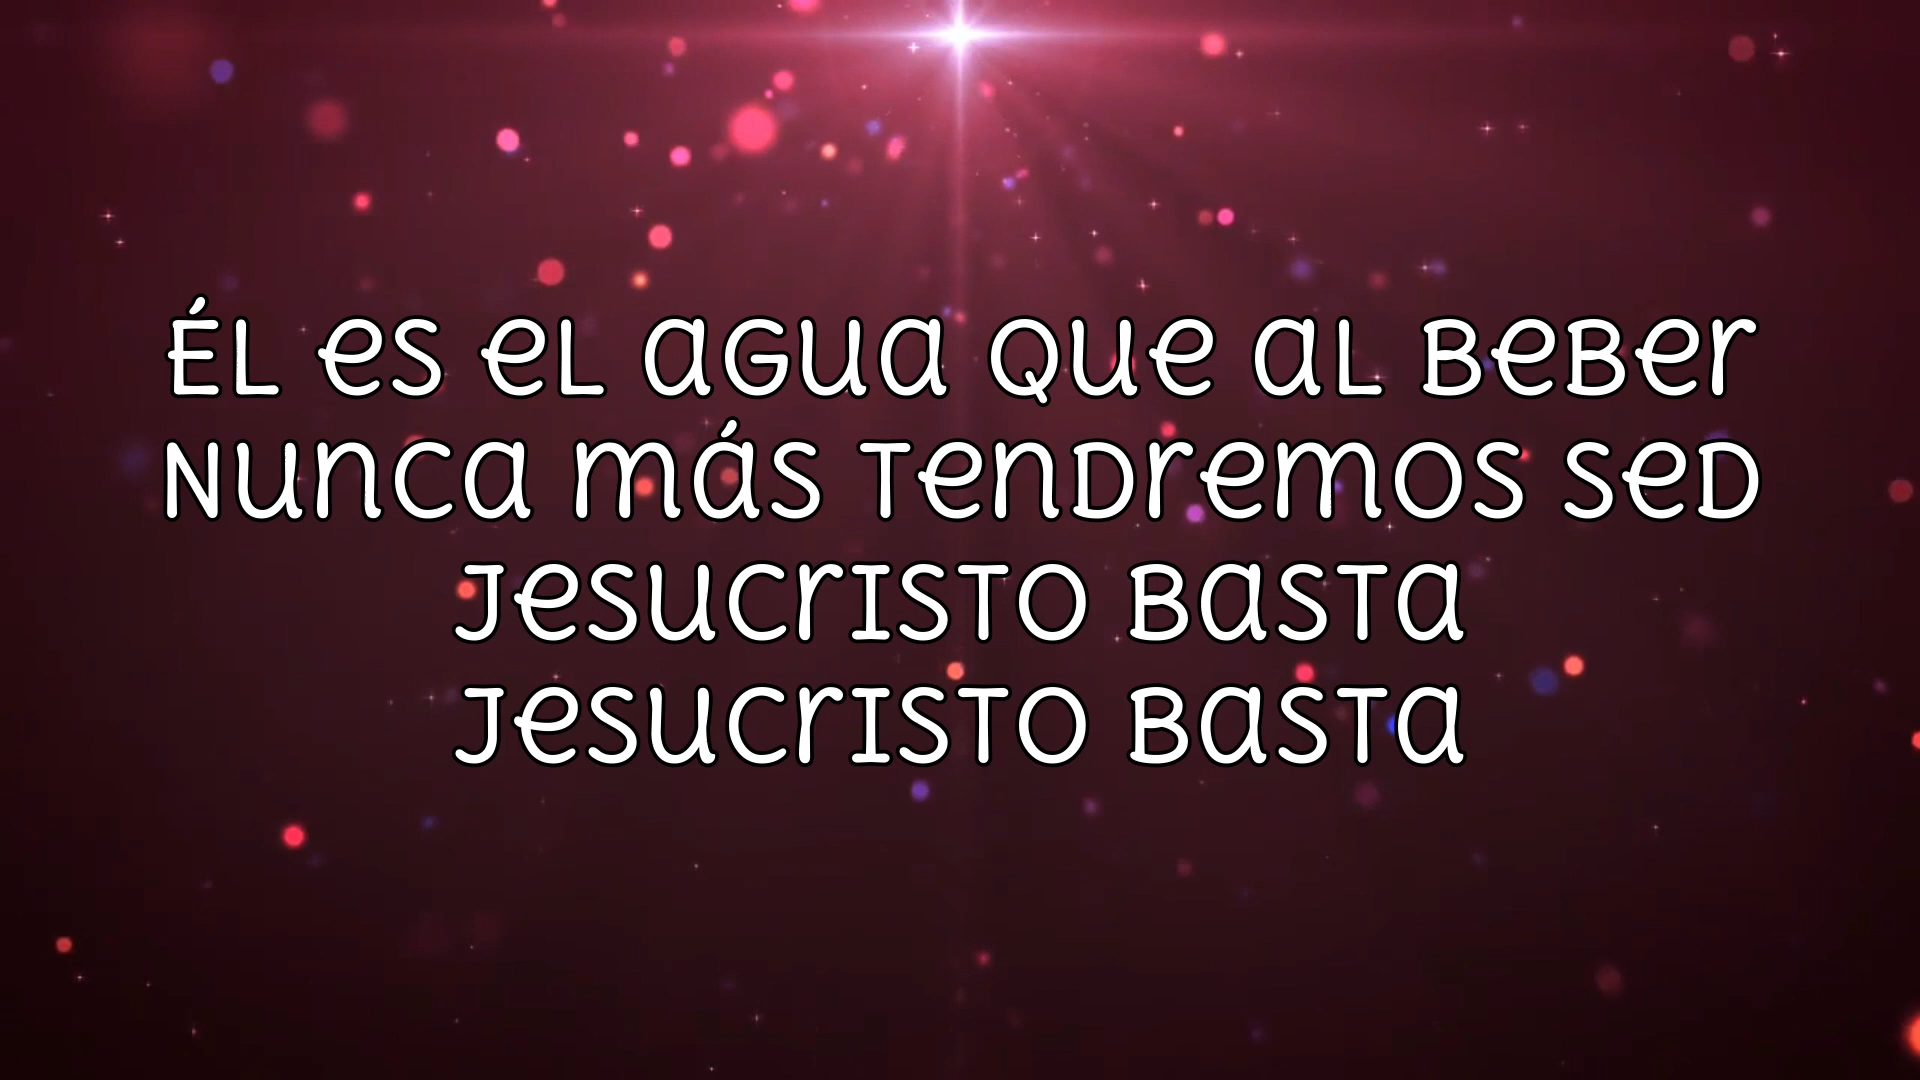 Él es el agua que al beber
Nunca más tendremos sed
Jesucristo basta
Jesucristo basta